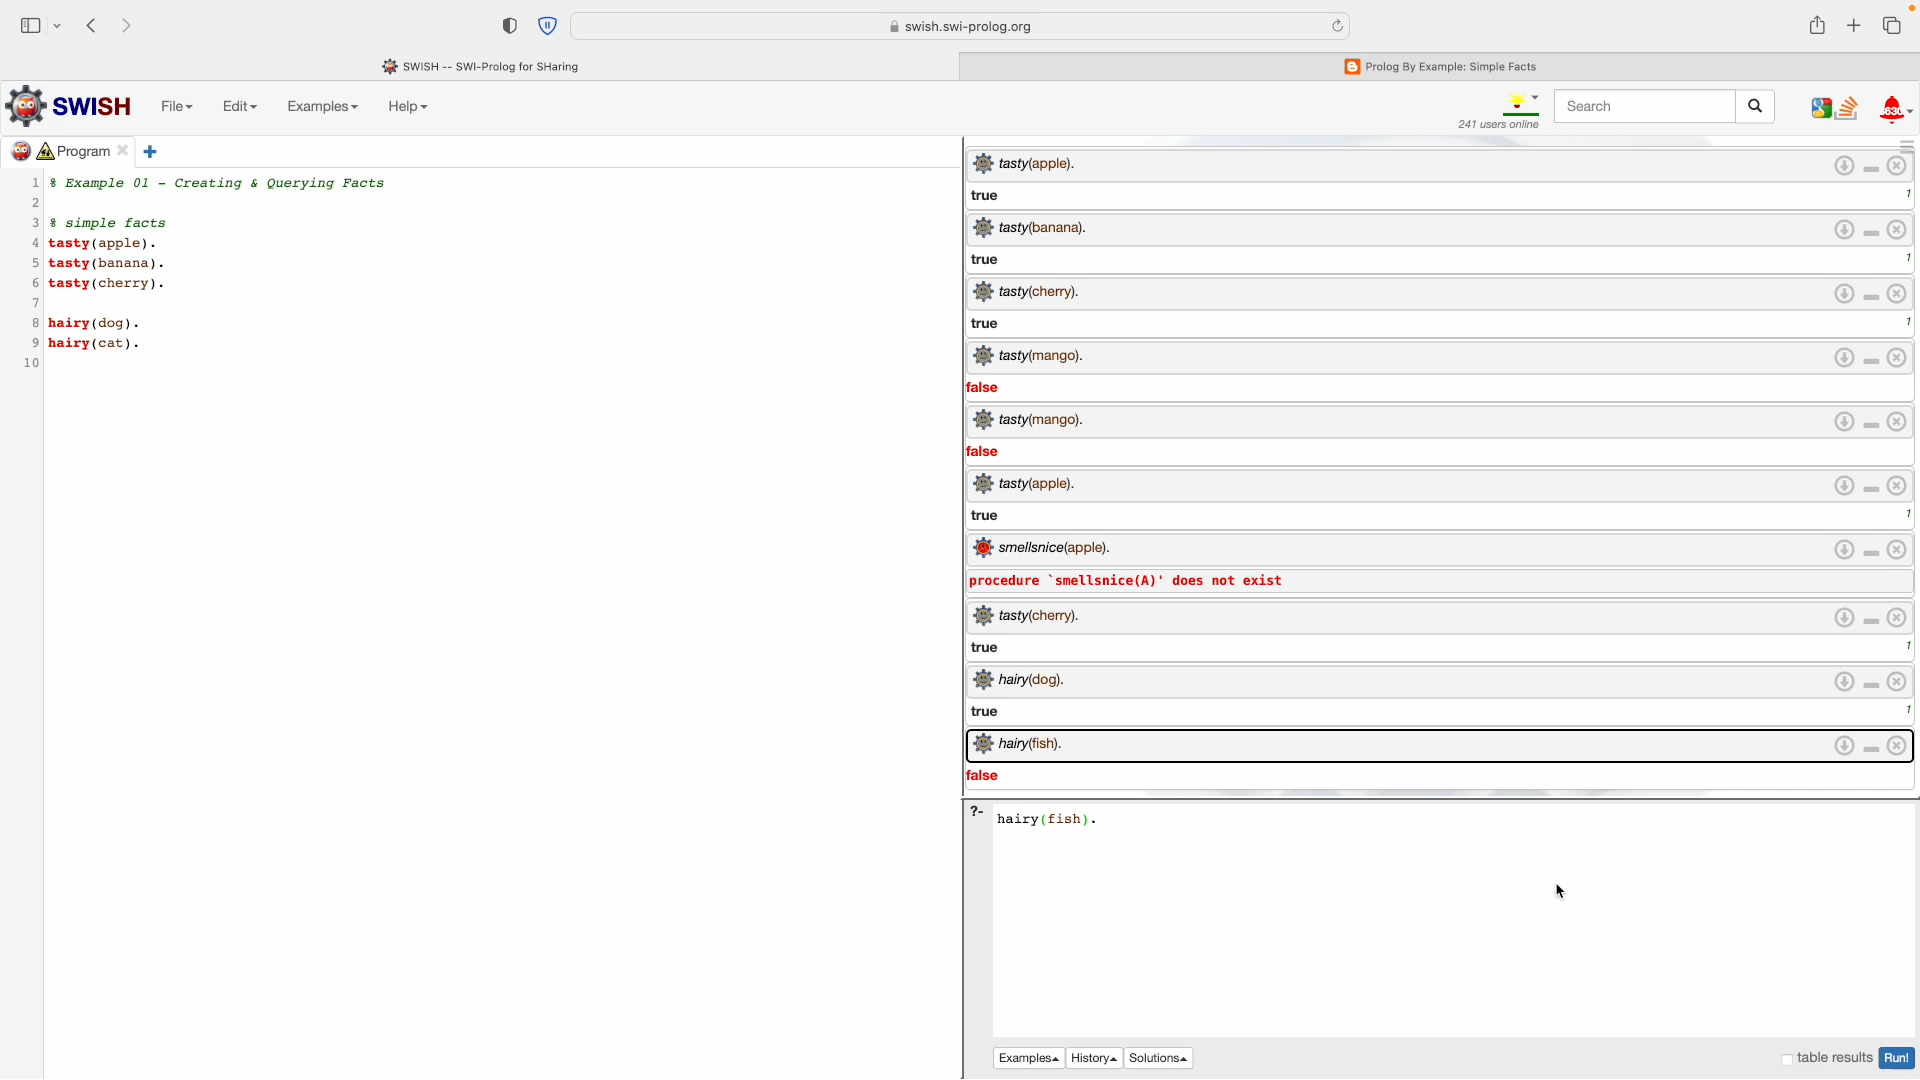 swish.swi-prolog.org
SWISH -- SWI-Prolog for SHaring
Prolog By Example: Simple Facts
SWISH
File
Edit
Examples
Help
241 users online
Search
Program
1 % Example 01 - Creating & Querying Facts
2
3 % simple facts
4 tasty(apple).
5 tasty(banana).
6 tasty(cherry).
7
8 hairy(dog).
9 hairy(cat).
10
tasty(apple).
true 1
tasty(banana).
true 1
tasty(cherry).
true 1
tasty(mango).
false
tasty(mango).
false
tasty(apple).
true 1
smellsnice(apple).
procedure `smellsnice(A)' does not exist
tasty(cherry).
true 1
hairy(dog).
true 1
hairy(fish).
false
?- hairy(fish).
Examples History Solutions table results Run!